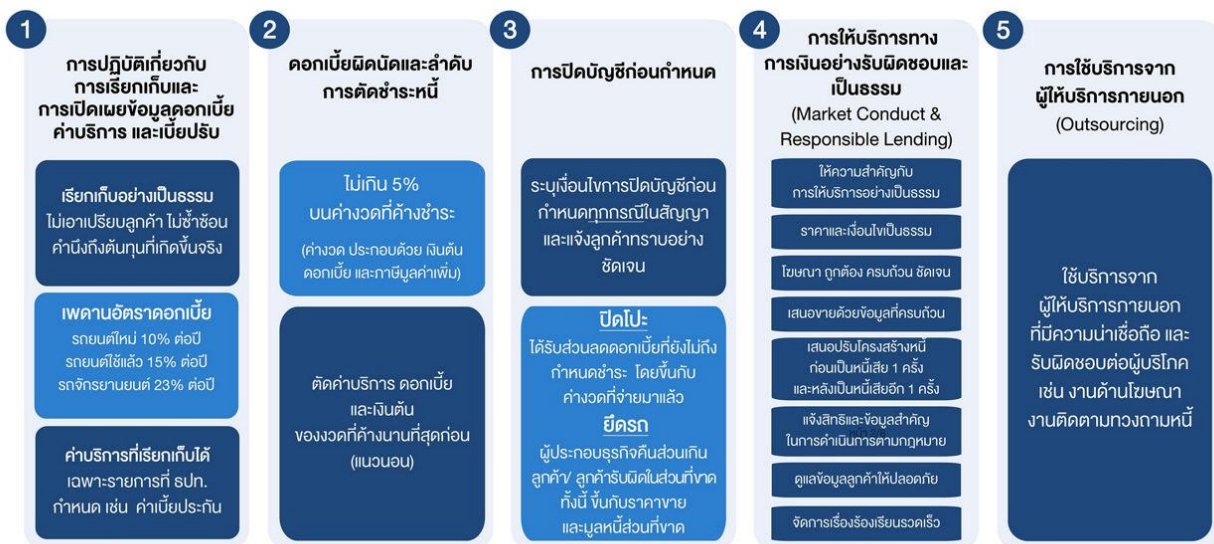 1
การปฏิบัติเกี่ยวกับ
การเรียกเก็บและ
การเปิดเผยข้อมูลดอกเบี้ย
ค่าบริการ และเบี้ยปรับ
เรียกเก็บอย่างเป็นธรรม
ไม่เอาเปรียบลูกค้า ไม่ซ้ำซ้อน
คำนึงถึงต้นทุนที่เกิดขึ้นจริง
เพดานอัตราดอกเบี้ย
รถยนต์ใหม่ 10% ต่อปี
รถยนต์ใช้แล้ว 15% ต่อปี
รถจักรยานยนต์ 23% ต่อปี
ค่าบริการที่เรียกเก็บได้
เฉพาะรายการที่ ธปท.
กำหนด เช่น ค่าเบี้ยประกัน
2
ดอกเบี้ยผิดนัดและลำดับ
การตัดชำระหนี้
ไม่เกิน 5%
บนค่างวดที่ค้างชำระ
(ค่างวด ประกอบด้วย เงินต้น
ดอกเบี้ย และภาษีมูลค่าเพิ่ม)
ตัดค่าบริการ ดอกเบี้ย
และเงินต้น
ของงวดที่ค้างนานที่สุดก่อน
(แนวนอน)
3
การปิดบัญชีก่อนกำหนด
ระบุเงื่อนไขการปิดบัญชีก่อน
กำหนดทุกกรณีในสัญญา
และแจ้งลูกค้าทราบอย่าง
ชัดเจน
ปิดโปะ
ได้รับส่วนลดดอกเบี้ยที่ยังไม่ถึง
กำหนดชำระ โดยขึ้นกับ
ค่างวดที่จ่ายมาแล้ว
ยึดรถ
ผู้ประกอบธุรกิจคืนส่วนเกิน
ลูกค้า/ ลูกค้ารับผิดในส่วนที่ขาด
ทั้งนี้ ขึ้นกับราคาขาย
และมูลหนี้ส่วนที่ขาด
4
การให้บริการทาง
การเงินอย่างรับผิดชอบและ
เป็นธรรม
(Market Conduct &
Responsible Lending)
ให้ความสำคัญกับ
การให้บริการอย่างเป็นธรรม
ราคาและเงื่อนไขเป็นธรรม
โฆษณา ถูกต้อง ครบถ้วน ชัดเจน
เสนอขายด้วยข้อมูลที่ครบถ้วน
เสนอปรับโครงสร้างหนี้
ก่อนเป็นหนี้เสีย 1 ครั้ง
และหลังเป็นหนี้เสียอีก 1 ครั้ง
แจ้งสิทธิและข้อมูลสำคัญ
ในการดำเนินการตามกฎหมาย
ดูแลข้อมูลลูกค้าให้ปลอดภัย
จัดการเรื่องร้องเรียนรวดเร็ว
5
การใช้บริการจาก
ผู้ให้บริการภายนอก
(Outsourcing)
ใช้บริการจาก
ผู้ให้บริการภายนอก
ที่มีความน่าเชื่อถือ และ
รับผิดชอบต่อผู้บริโภค
เช่น งานด้านโฆษณา
งานติดตามทวงถามหนี้